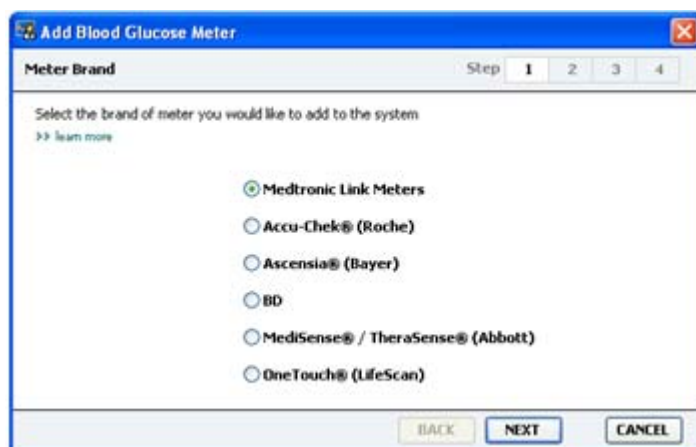 Add Blood Glucose Meter
Meter Brand Step 1 2 3 4
Select the brand of meter you would like to add to the system
>> learn more
Medtronic Link Meters
Accu-Chek® (Roche)
Ascensia® (Bayer)
BD
MediSense® / TheraSense® (Abbott)
OneTouch® (LifeScan)
BACK NEXT CANCEL